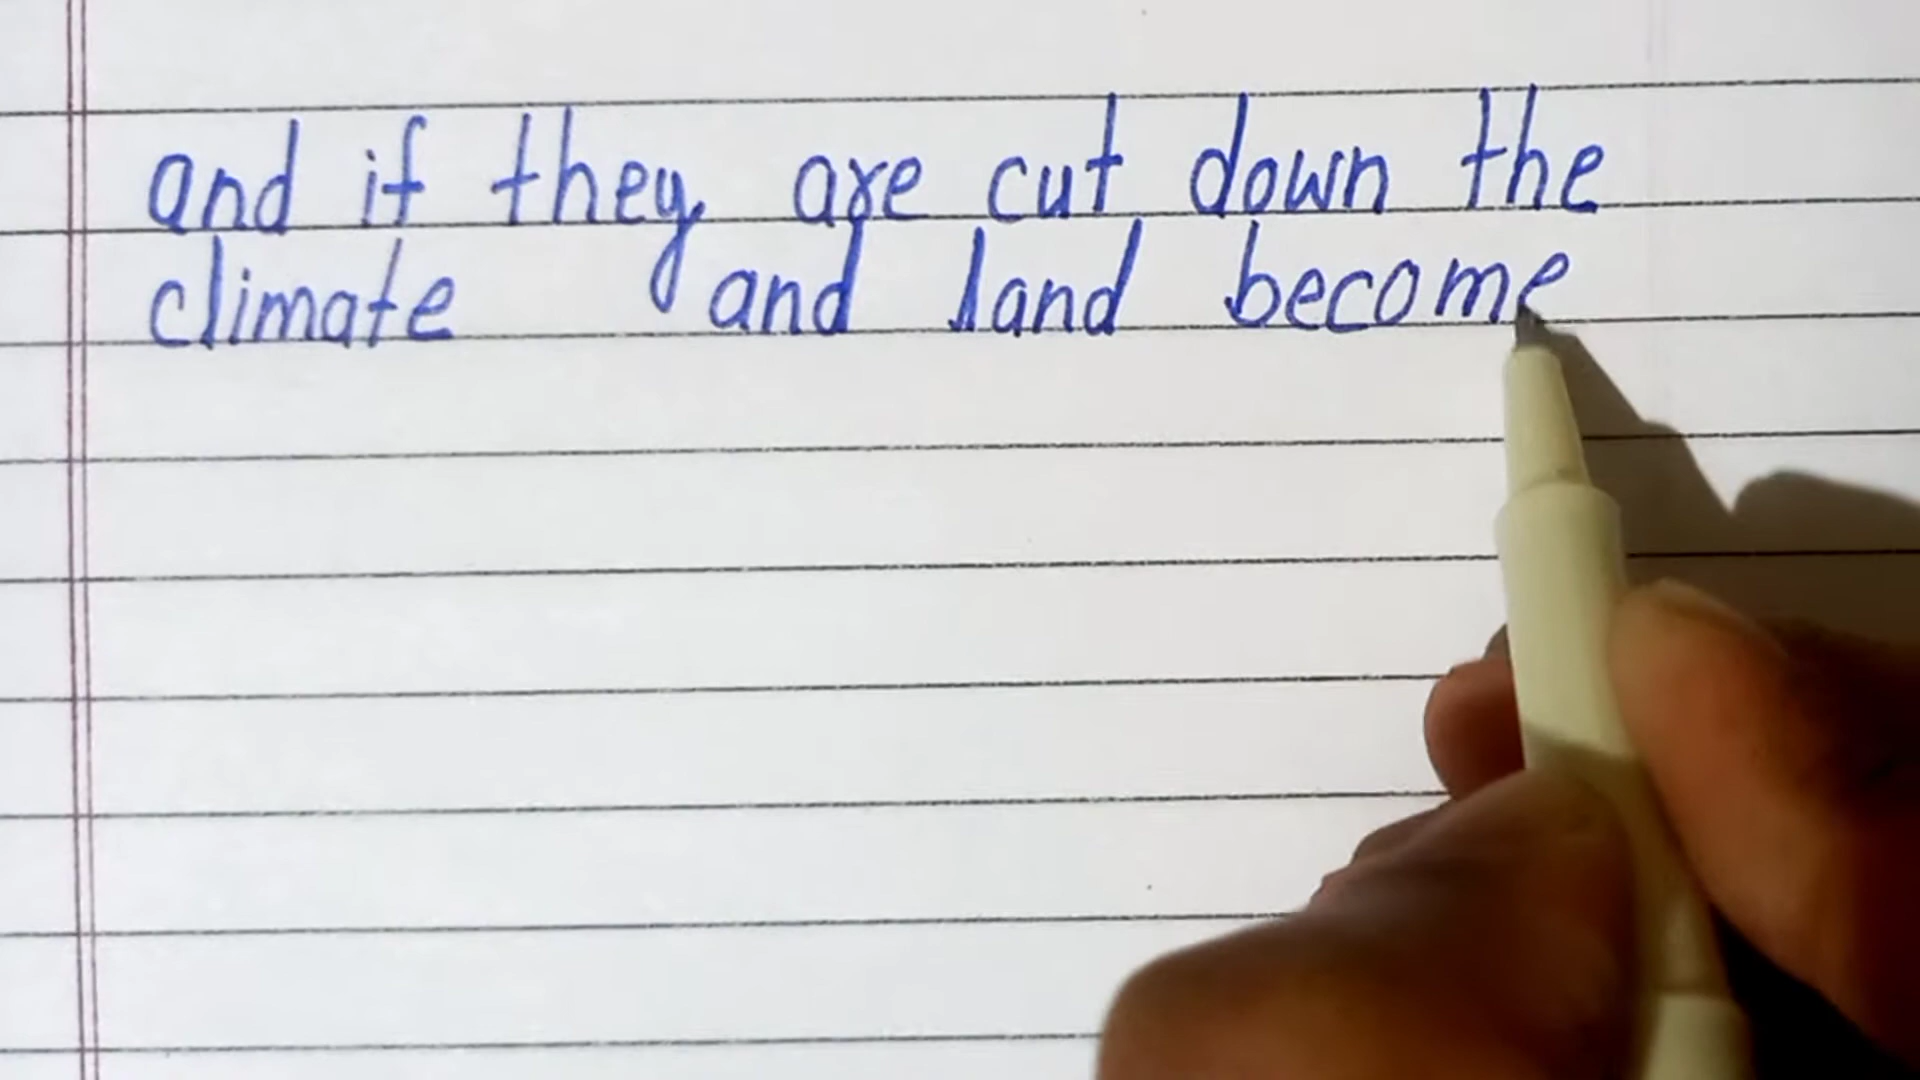 and if they are cut down the
climate and land become